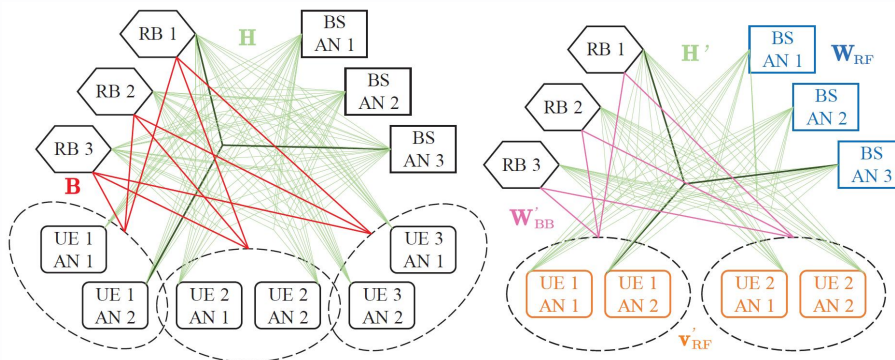 RB 1
H
BS
AN 1
RB 2
BS
AN 2
RB 3
BS
AN 3
B
UE 1
AN 1
UE 3
AN 1
UE 1
AN 2
UE 2
AN 1
UE 2
AN 2
UE 3
AN 2
RB 1
H'
BS
AN 1
W_RF
RB 2
BS
AN 2
RB 3
BS
AN 3
W'_BB
UE 1
AN 1
UE 1
AN 2
UE 2
AN 1
UE 2
AN 2
v'_RF